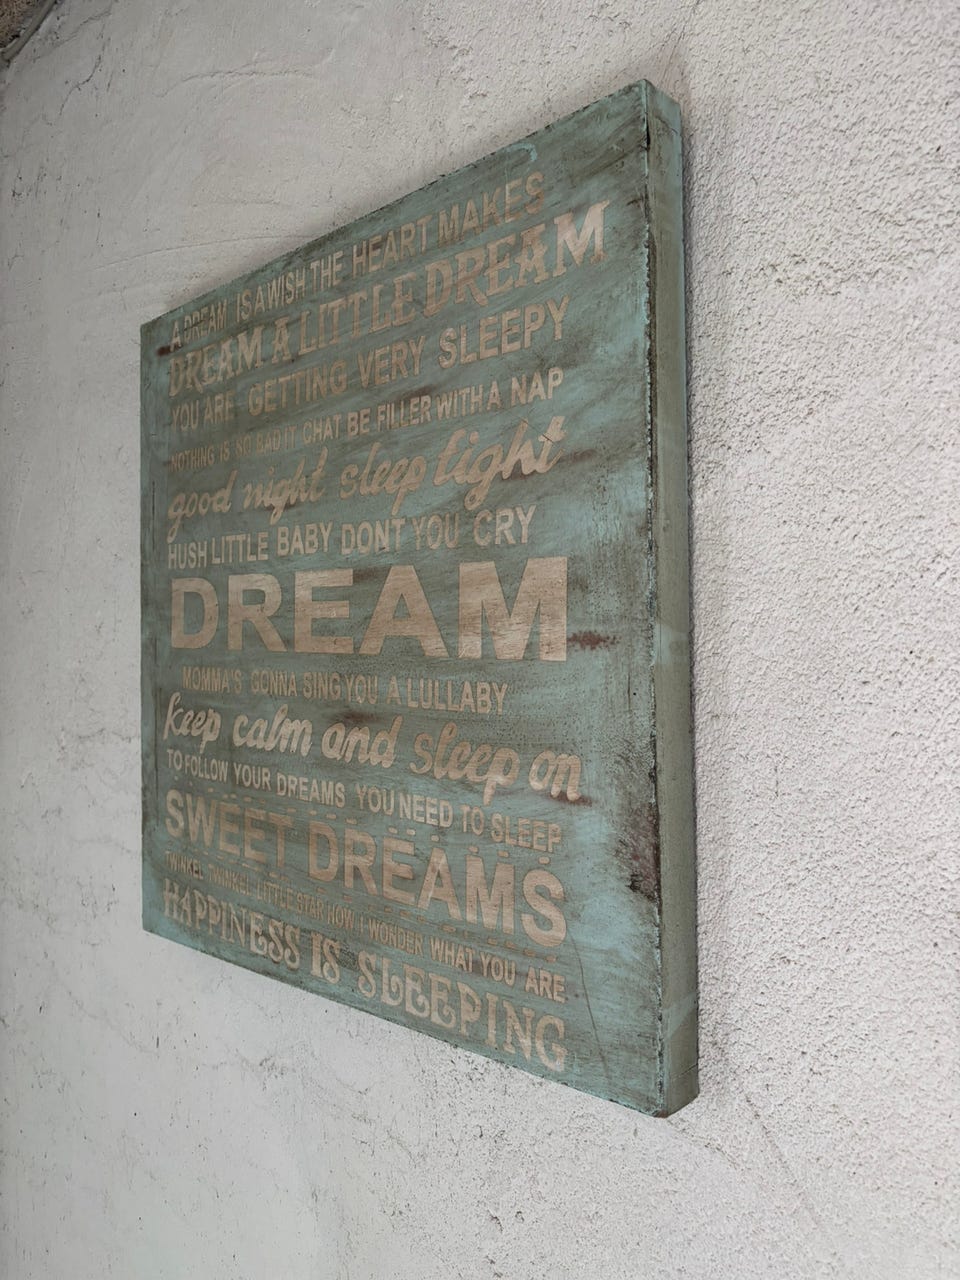 A DREAM IS A WISH THE HEART MAKES
DREAM A LITTLE DREAM
YOU ARE GETTING VERY SLEEPY
NOTHING IS SO BAD IT CHAT BE FILLER WITH A NAP
good night sleep tight
HUSH LITTLE BABY DONT YOU CRY
DREAM
MOMMA'S GONNA SING YOU A LULLABY
keep calm and sleep on
TO FOLLOW YOUR DREAMS YOU NEED TO SLEEP
SWEET DREAMS
TWINKEL TWINKEL LITTLE STAR HOW I WONDER WHAT YOU ARE
HAPPINESS IS SLEEPING